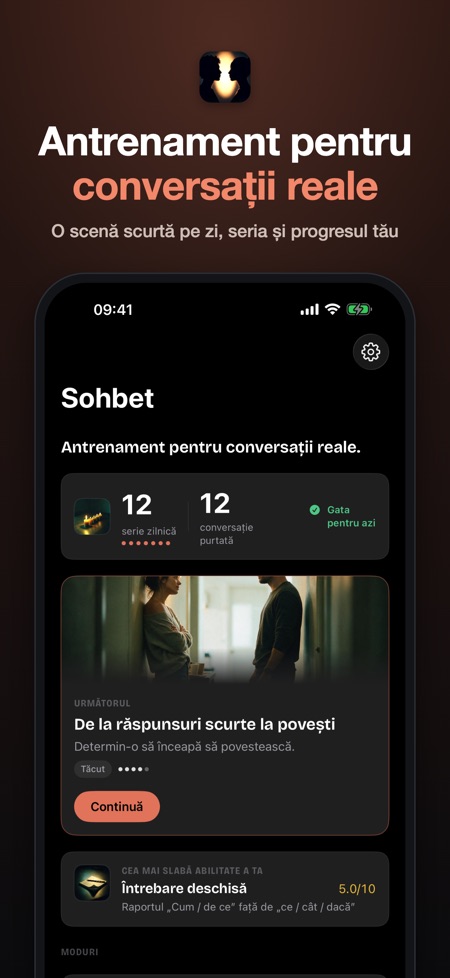 Antrenament pentru
conversații reale
O scenă scurtă pe zi, seria și progresul tău
09:41
Sohbet
Antrenament pentru conversații reale.
12
serie zilnică
12
conversație
purtată
Gata
pentru azi
URMĂTORUL
De la răspunsuri scurte la povești
Determin-o să înceapă să povestească.
Tăcut
Continuă
CEA MAI SLABĂ ABILITATE A TA
Întrebare deschisă
5.0/10
Raportul „Cum / de ce” față de „ce / cât / dacă”
MODURI